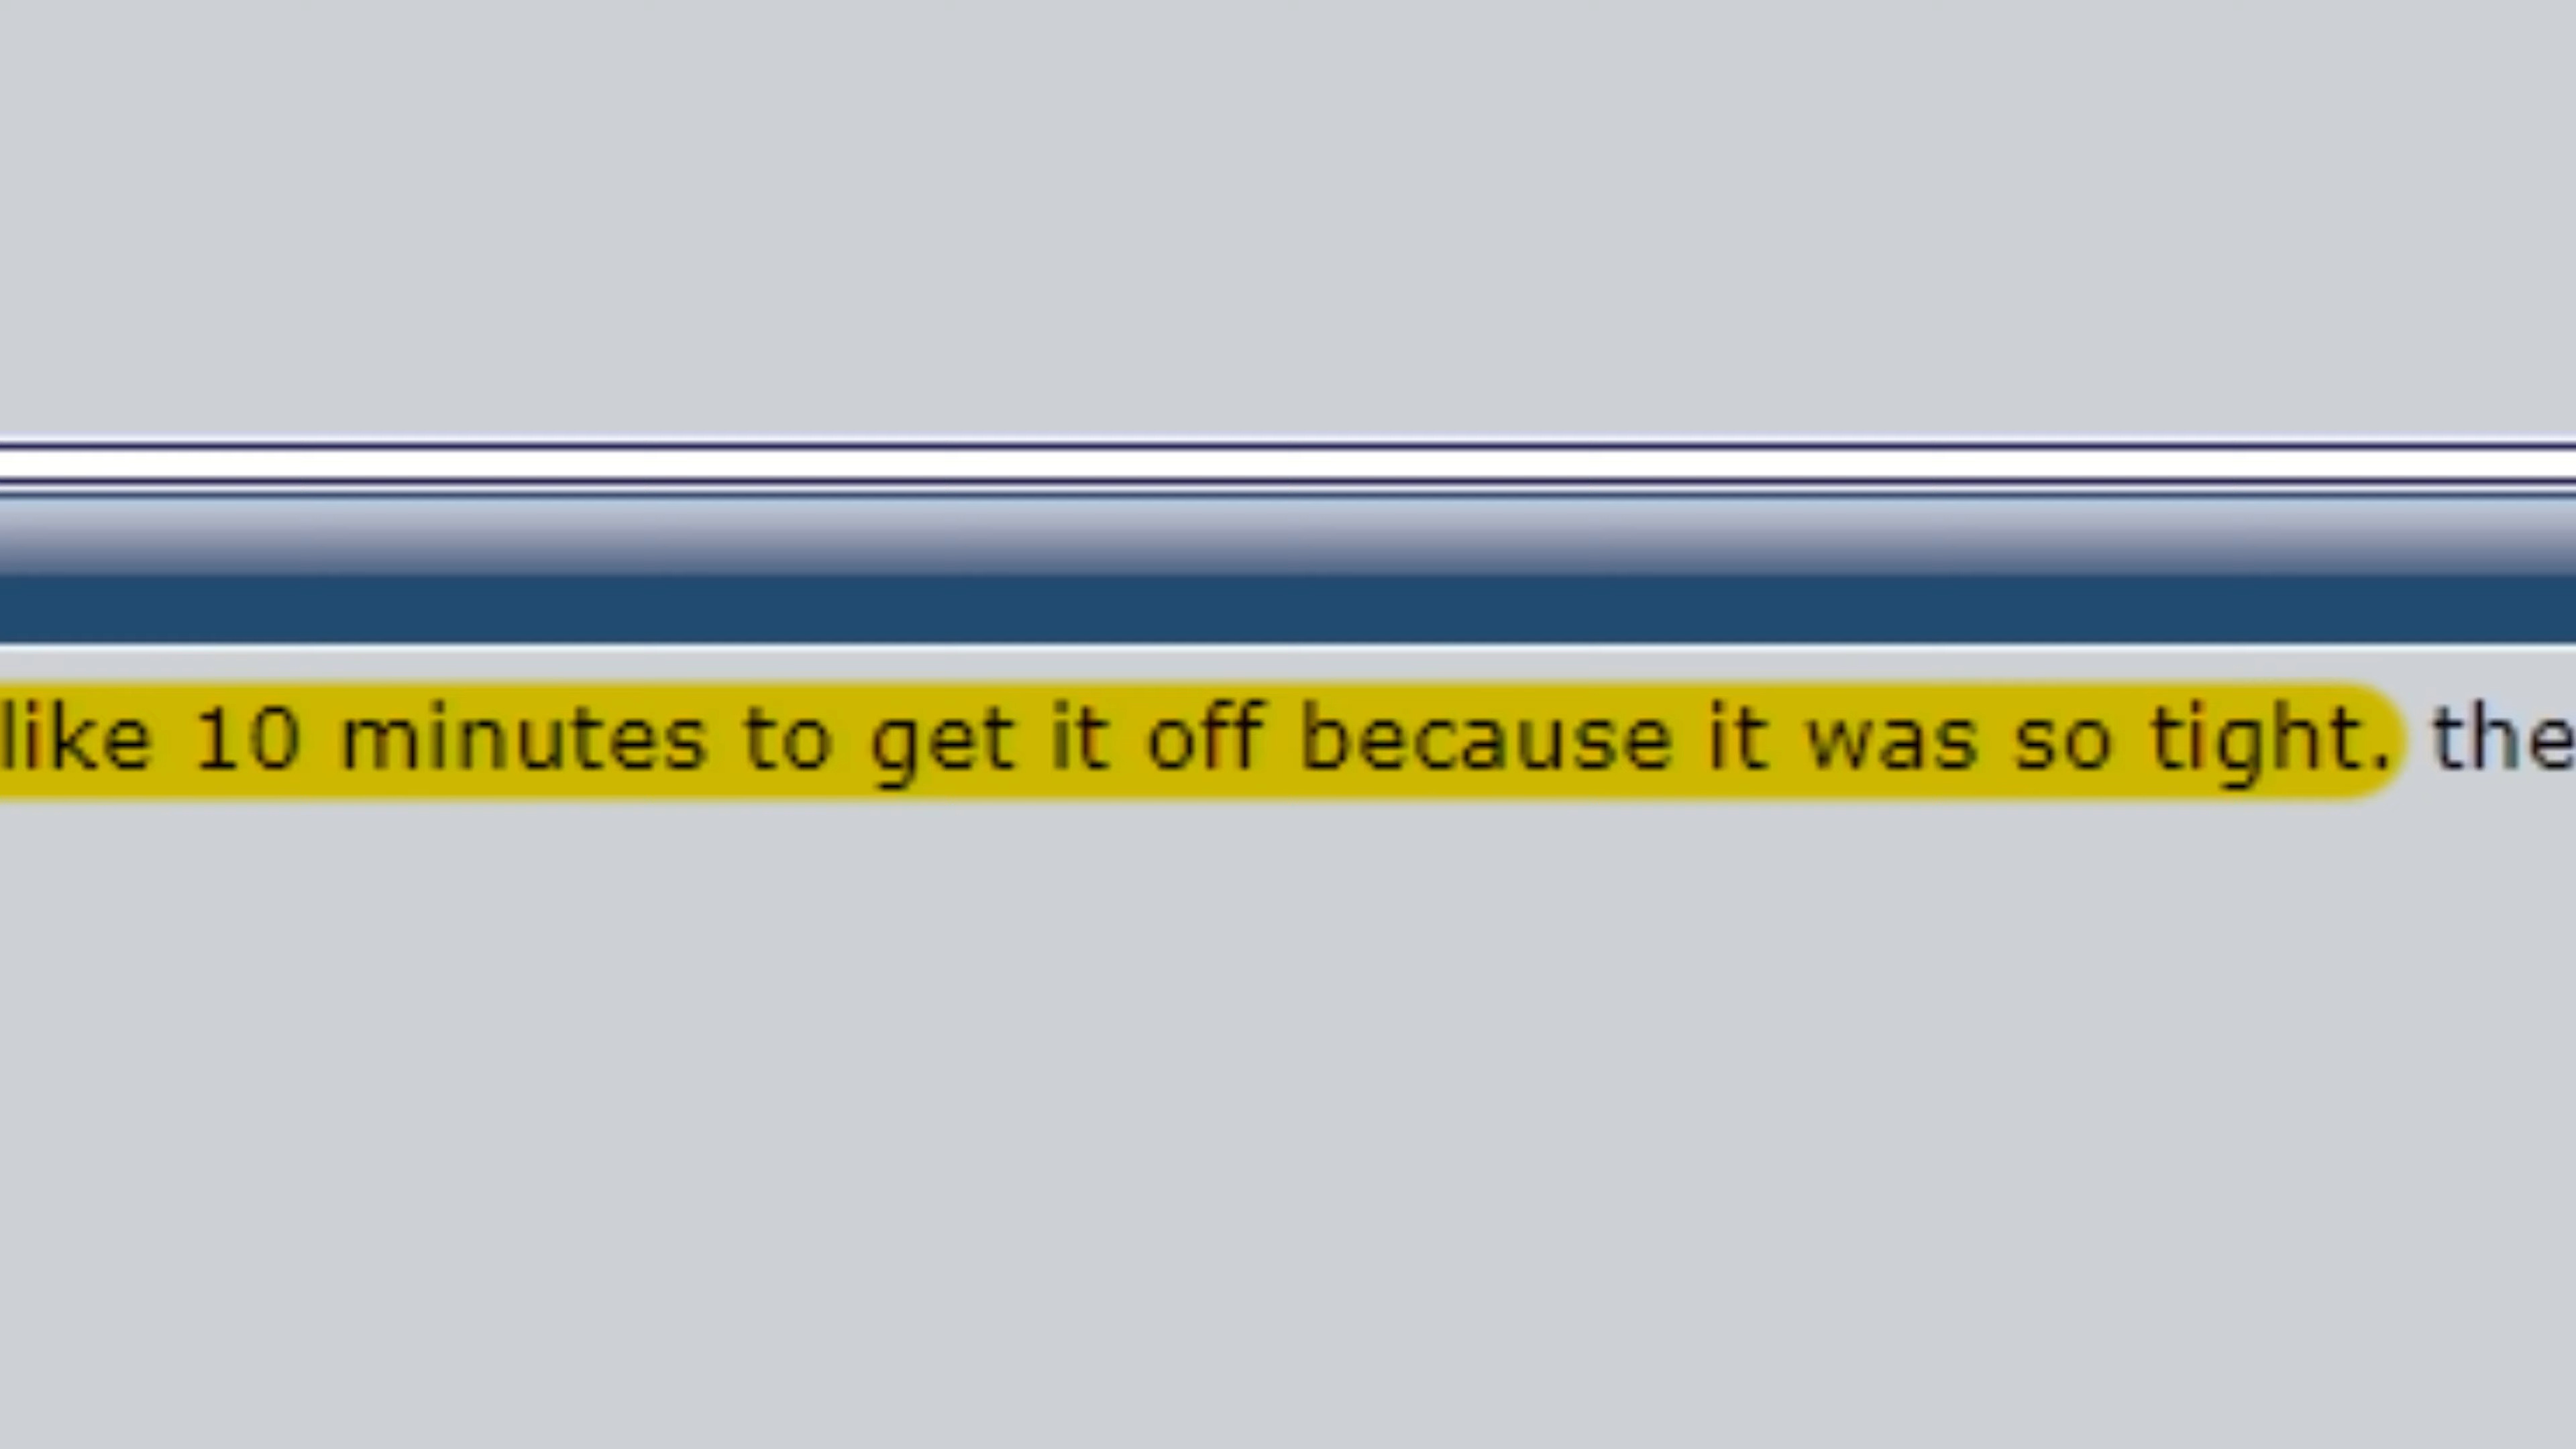 like 10 minutes to get it off because it was so tight. the